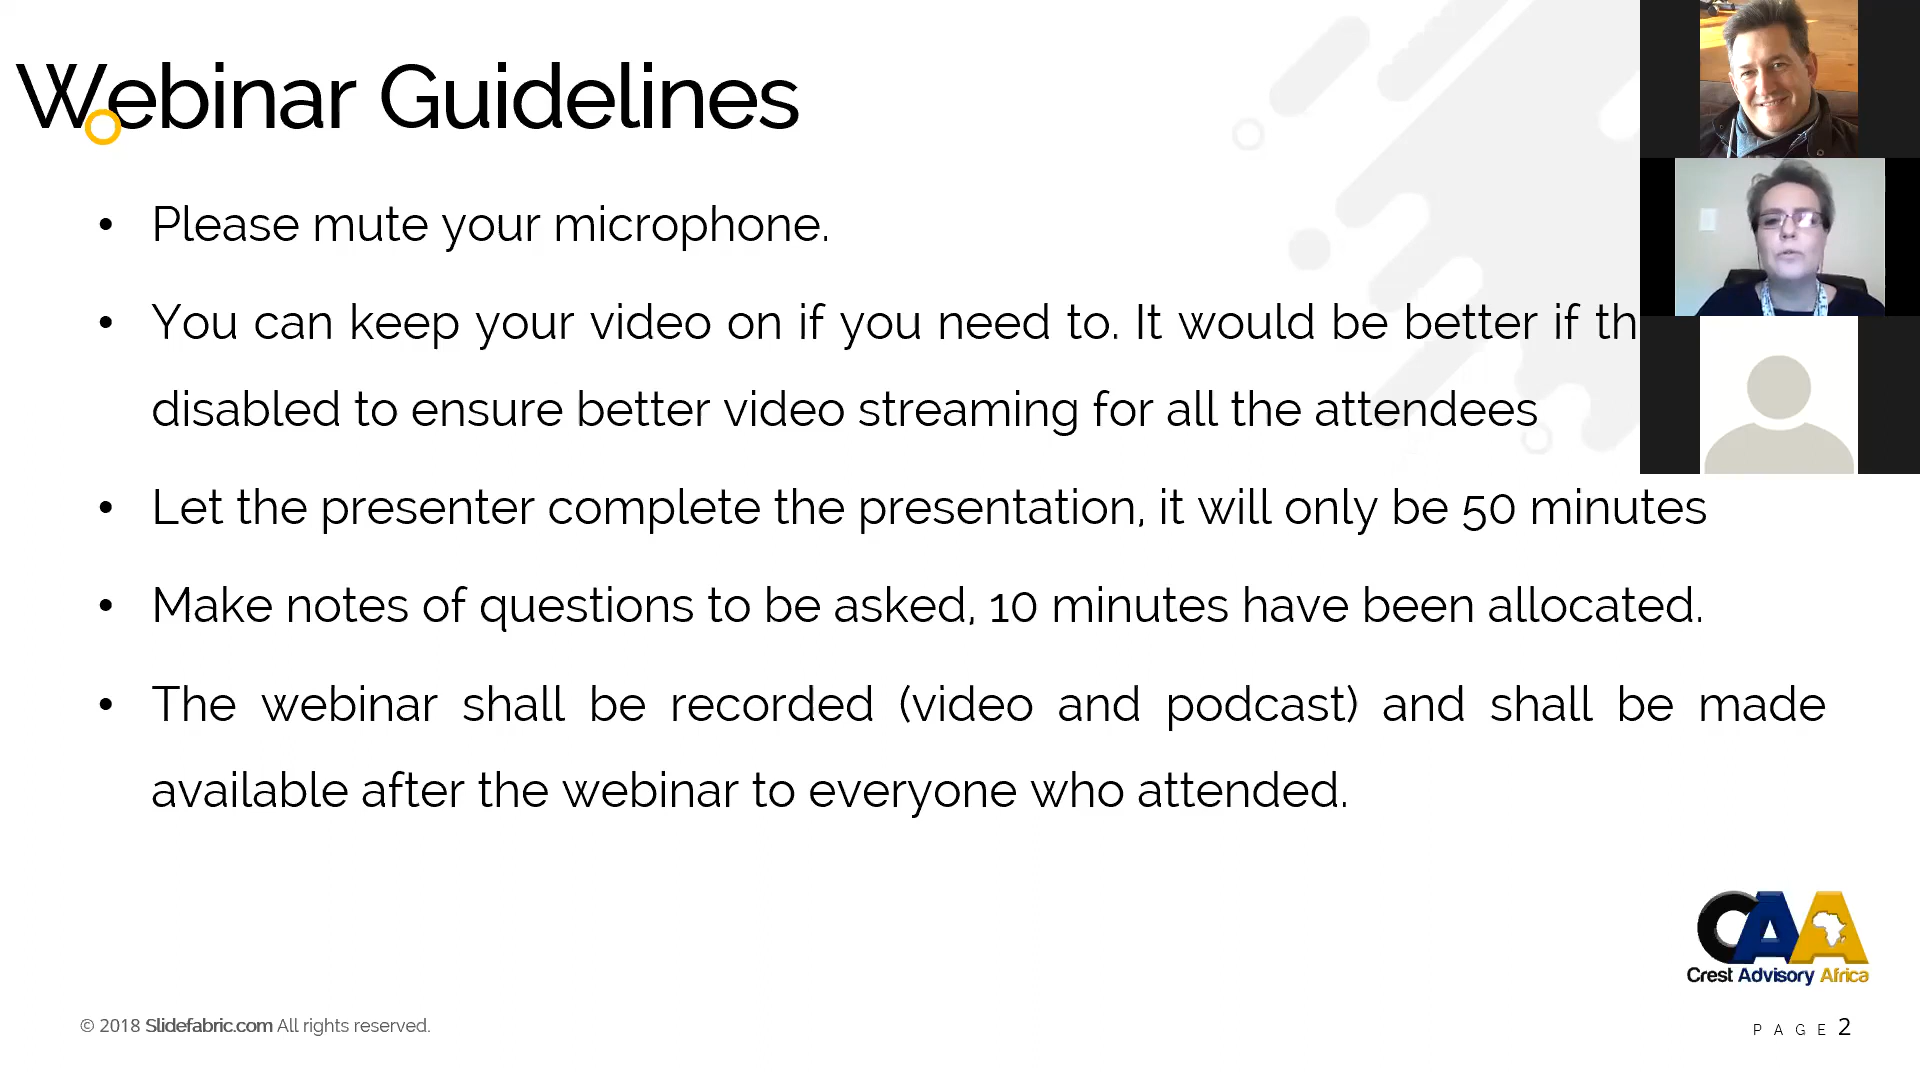 Webinar Guidelines
• Please mute your microphone.
• You can keep your video on if you need to. It would be better if th
disabled to ensure better video streaming for all the attendees
• Let the presenter complete the presentation, it will only be 50 minutes
• Make notes of questions to be asked, 10 minutes have been allocated.
• The webinar shall be recorded (video and podcast) and shall be made
available after the webinar to everyone who attended.
CAA
Crest Advisory Africa
© 2018 Slidefabric.com All rights reserved.
PAGE 2